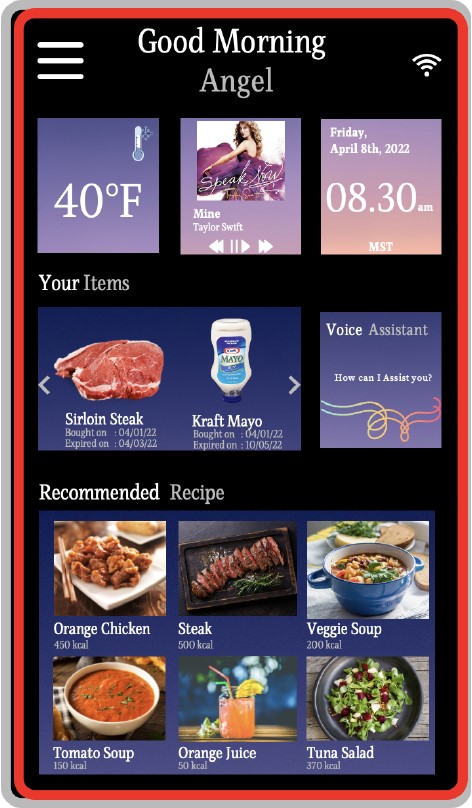 Good Morning
Angel
40°F
Speak Now
Mine
Taylor Swift
Friday,
April 8th, 2022
08.30am
MST
Your Items
Voice Assistant
How can I Assist you?
KRAFT
MAYO
Sirloin Steak
Bought on : 04/01/22
Expired on : 04/03/22
Kraft Mayo
Bought on : 04/01/22
Expired on : 10/05/22
Recommended Recipe
Orange Chicken
450 kcal
Steak
500 kcal
Veggie Soup
200 kcal
Tomato Soup
150 kcal
Orange Juice
50 kcal
Tuna Salad
370 kcal